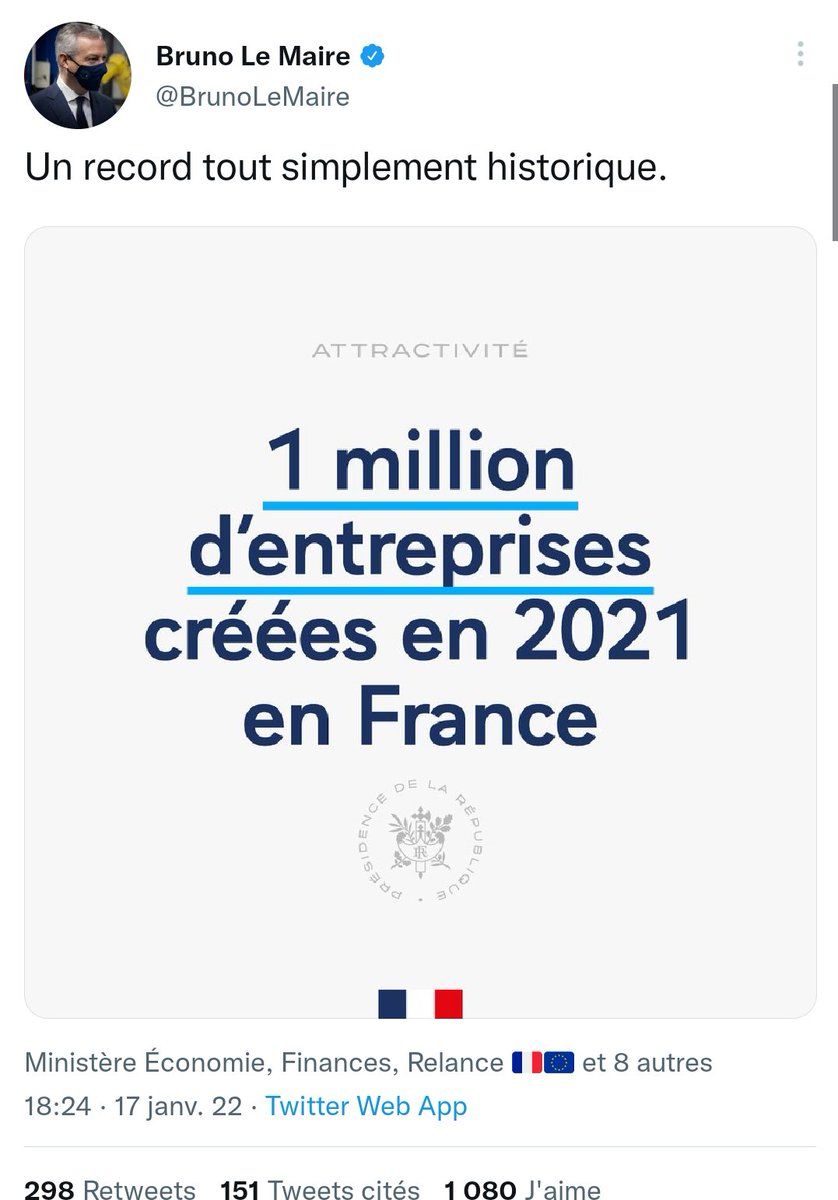 Bruno Le Maire
@BrunoLeMaire
Un record tout simplement historique.
ATTRACTIVITÉ
1 million
d’entreprises
créées en 2021
en France
PRÉSIDENCE DE LA RÉPUBLIQUE
RF
Ministère Économie, Finances, Relance 🇫🇷🇪🇺 et 8 autres
18:24 · 17 janv. 22 · Twitter Web App
298 Retweets 151 Tweets cités 1 080 J'aime